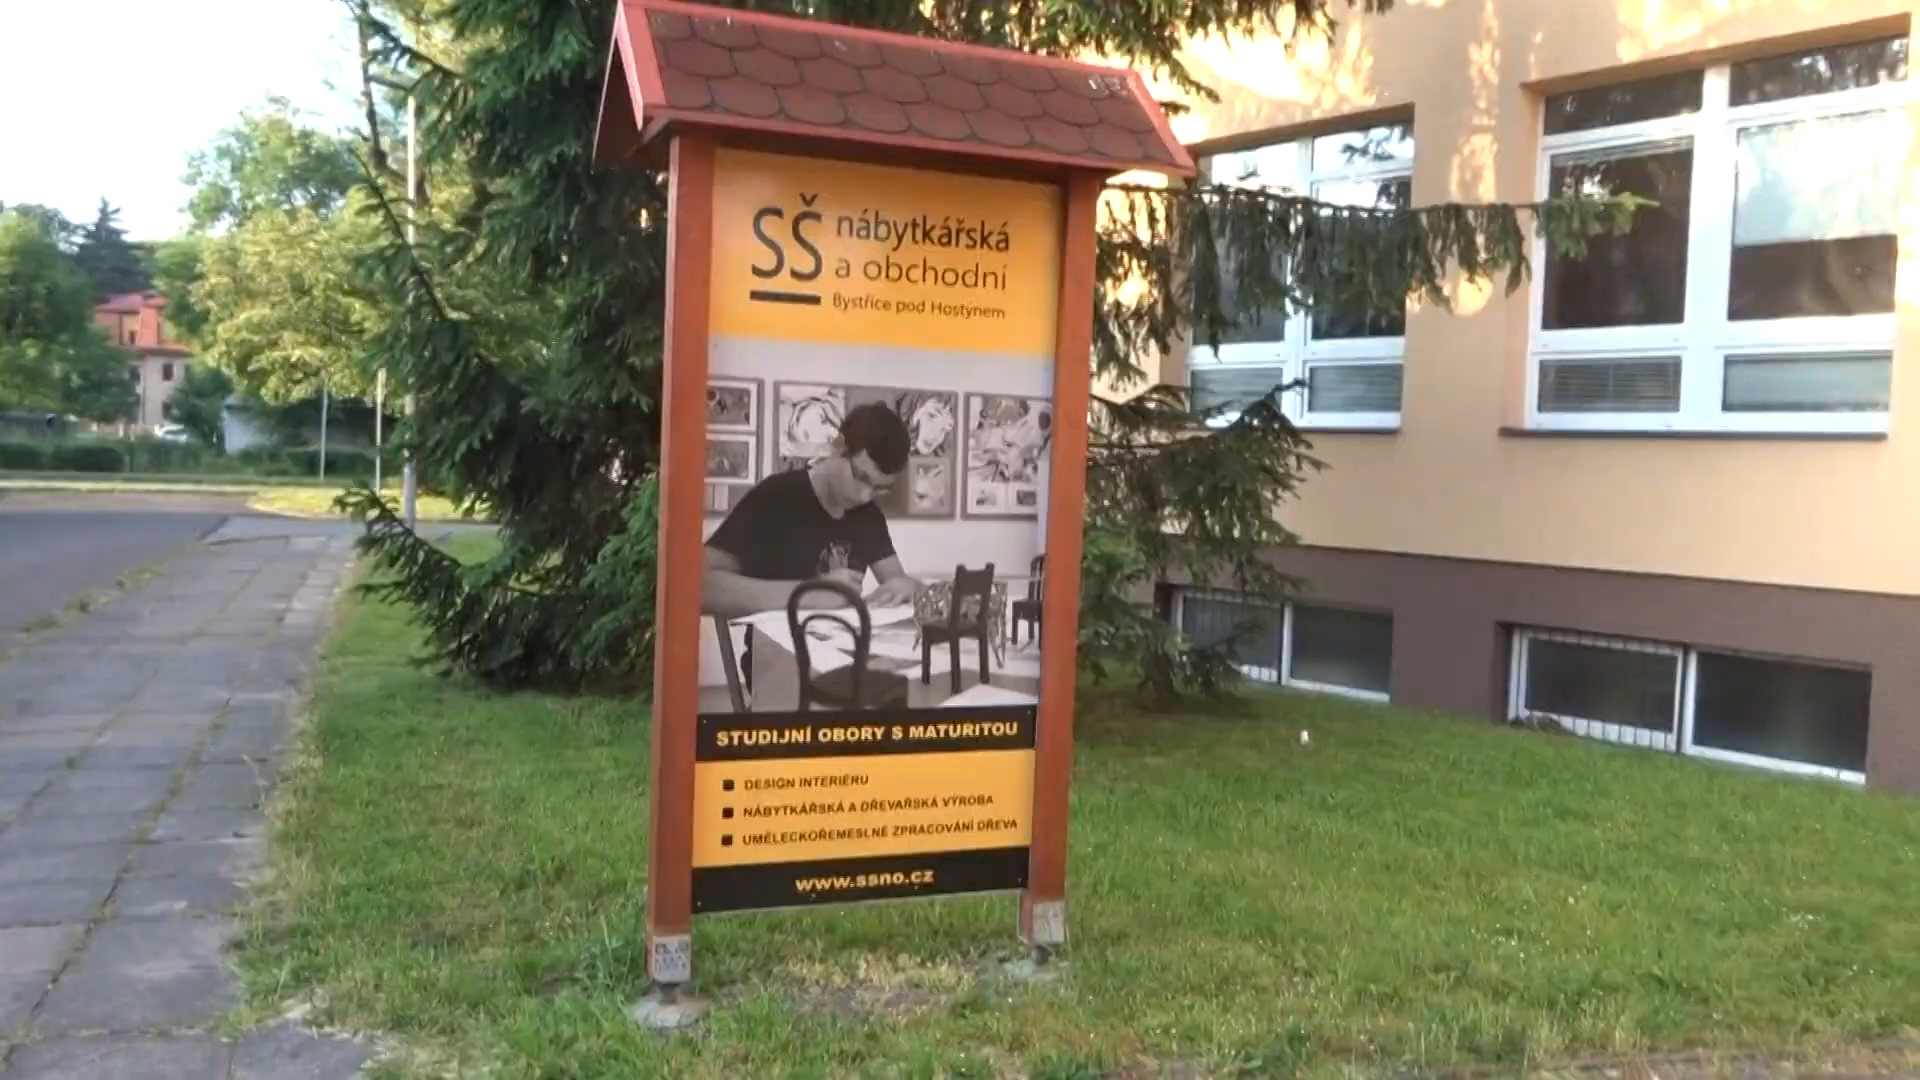 SŠ nábytkářská
a obchodní
Bystřice pod Hostýnem
STUDIJNÍ OBORY S MATURITOU
DESIGN INTERIÉRU
NÁBYTKÁŘSKÁ A DŘEVAŘSKÁ VÝROBA
UMĚLECKOŘEMESLNÉ ZPRACOVÁNÍ DŘEVA
www.ssno.cz